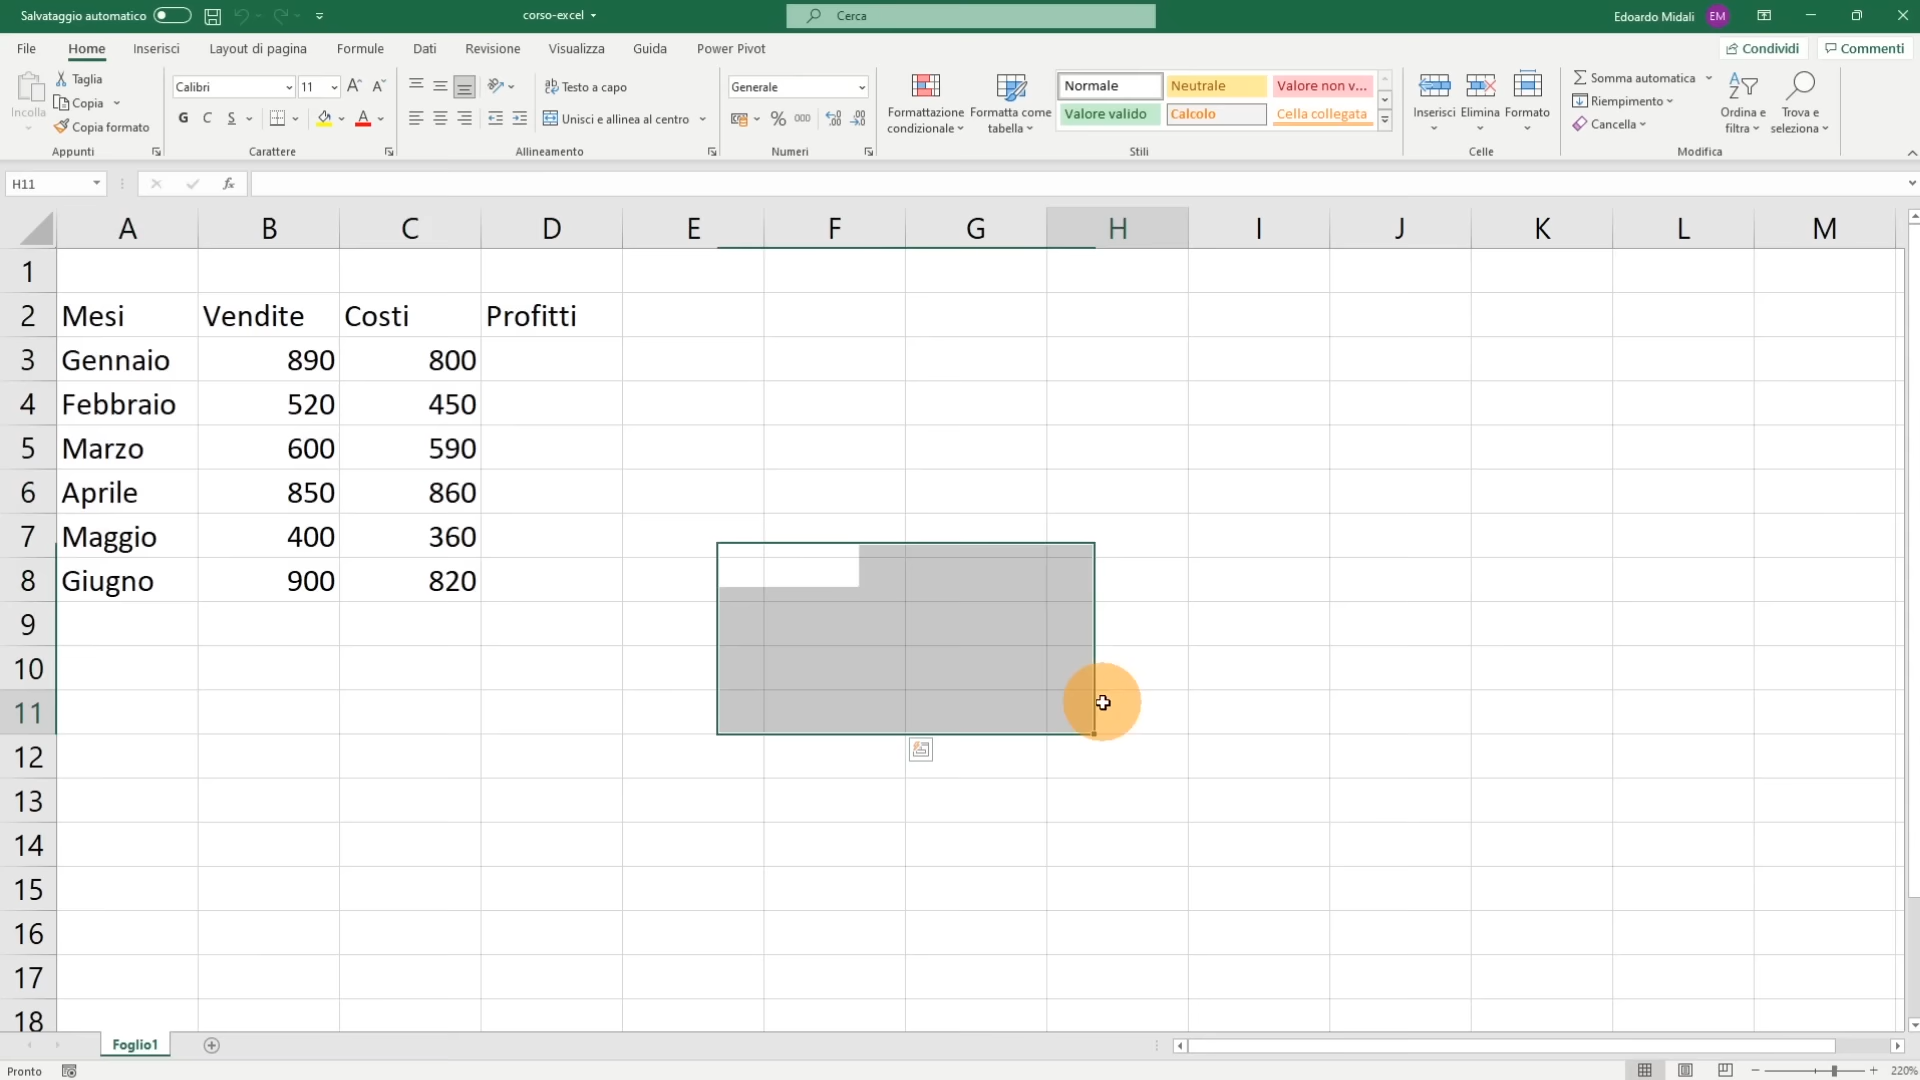 Salvataggio automatico
corso-excel
Cerca
Edoardo Midali EM
File Home Inserisci Layout di pagina Formule Dati Revisione Visualizza Guida Power Pivot
Condividi Commenti
Incolla
Taglia
Copia
Copia formato
Appunti
Calibri 11
G C S
Carattere
Testo a capo
Unisci e allinea al centro
Allineamento
Generale
% 000
Numeri
Formattazione condizionale
Formatta come tabella
Normale Neutrale Valore non v...
Valore valido Calcolo Cella collegata
Stili
Inserisci Elimina Formato
Celle
Somma automatica
Riempimento
Cancella
Ordina e filtra
Trova e seleziona
Modifica
H11 fx
A B C D E F G H I J K L M
1
2 Mesi Vendite Costi Profitti
3 Gennaio 890 800
4 Febbraio 520 450
5 Marzo 600 590
6 Aprile 850 860
7 Maggio 400 360
8 Giugno 900 820
9
10
11
12
13
14
15
16
17
18
Foglio1
Pronto
220%